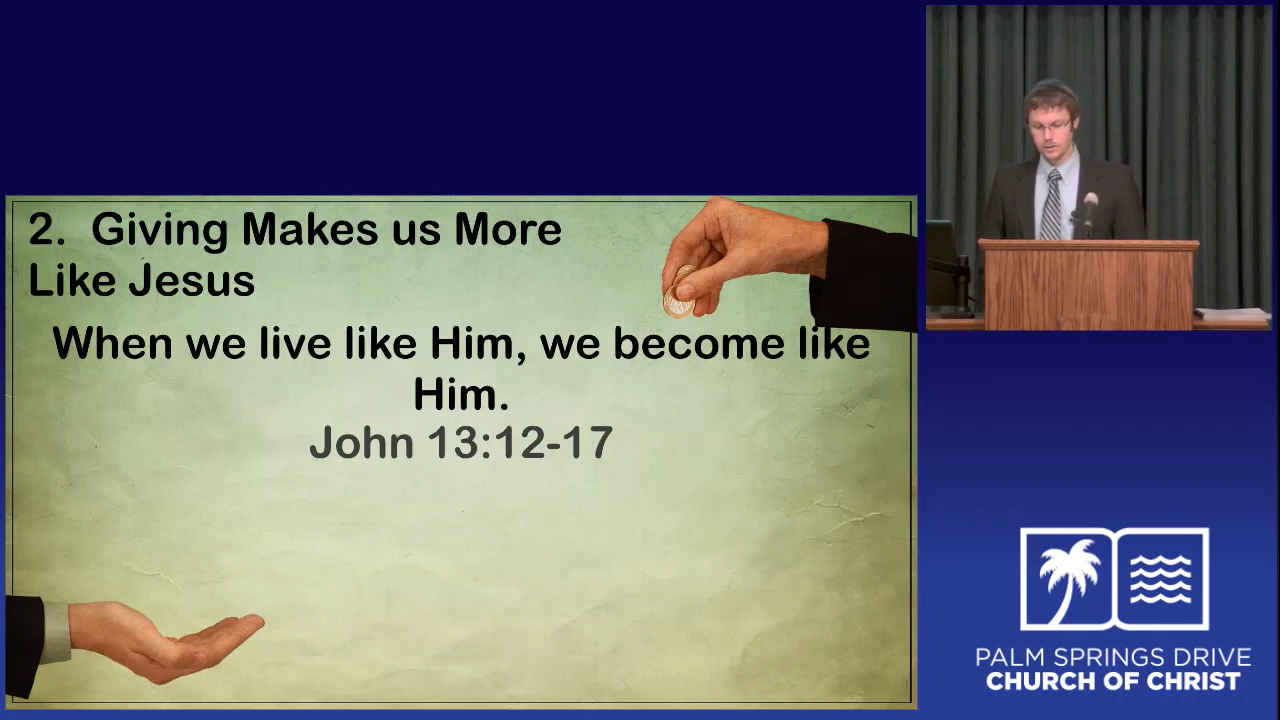 2. Giving Makes us More
Like Jesus
When we live like Him, we become like
Him.
John 13:12-17
PALM SPRINGS DRIVE
CHURCH OF CHRIST